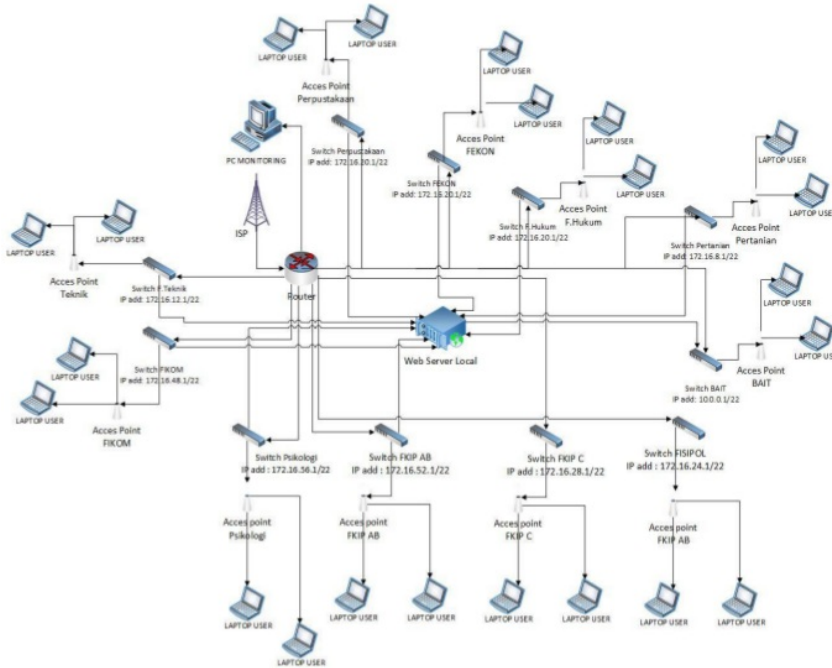 LAPTOP USER
LAPTOP USER
Acces Point
Perpustakaan
LAPTOP USER
LAPTOP USER
Acces Point
FEKON
PC MONITORING
Switch Perpustakaan
IP add: 172.16.20.1/22
Switch FEKON
IP add: 172.16.20.1/22
LAPTOP USER
LAPTOP USER
Acces Point
F.Hukum
Switch F.Hukum
IP add: 172.16.20.1/22
LAPTOP USER
LAPTOP USER
Acces Point
Pertanian
Switch Pertanian
IP add: 172.16.8.1/22
ISP
Router
LAPTOP USER
LAPTOP USER
Acces Point
Teknik
Switch F.Teknik
IP add: 172.16.12.1/22
Web Server Local
LAPTOP USER
LAPTOP USER
Acces Point
BAIT
Switch BAIT
IP add: 10.0.0.1/22
Switch FIKOM
IP add: 172.16.48.1/22
LAPTOP USER
LAPTOP USER
Acces Point
FIKOM
Switch Psikologi
IP add : 172.16.56.1/22
Switch FKIP AB
IP add : 172.16.52.1/22
Switch FKIP C
IP add : 172.16.28.1/22
Switch FISIPOL
IP add : 172.16.24.1/22
Acces point
Psikologi
Acces point
FKIP AB
Acces point
FKIP C
Acces point
FKIP AB
LAPTOP USER
LAPTOP USER
LAPTOP USER
LAPTOP USER
LAPTOP USER
LAPTOP USER
LAPTOP USER
LAPTOP USER